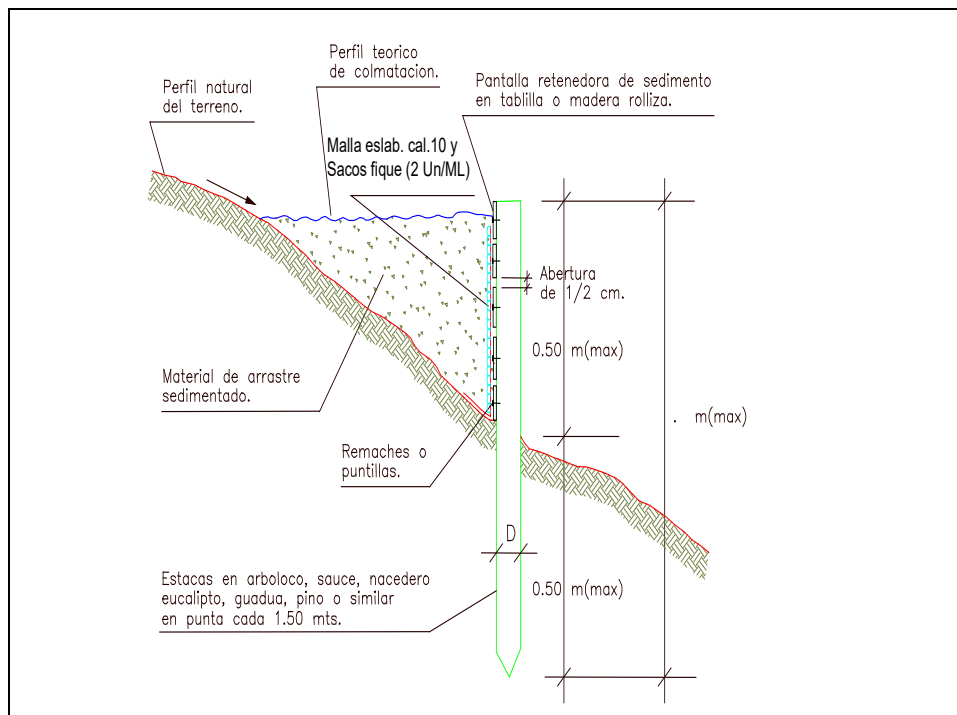 Perfil teorico
de colmatacion.
Perfil natural
del terreno.
Pantalla retenedora de sedimento
en tablilla o madera rolliza.
Malla eslab. cal.10 y
Sacos fique (2 Un/ML)
Abertura
de 1/2 cm.
0.50 m(max)
Material de arrastre
sedimentado.
. m(max)
Remaches o
puntillas.
D
Estacas en arboloco, sauce, nacedero
eucalipto, guadua, pino o similar
en punta cada 1.50 mts.
0.50 m(max)